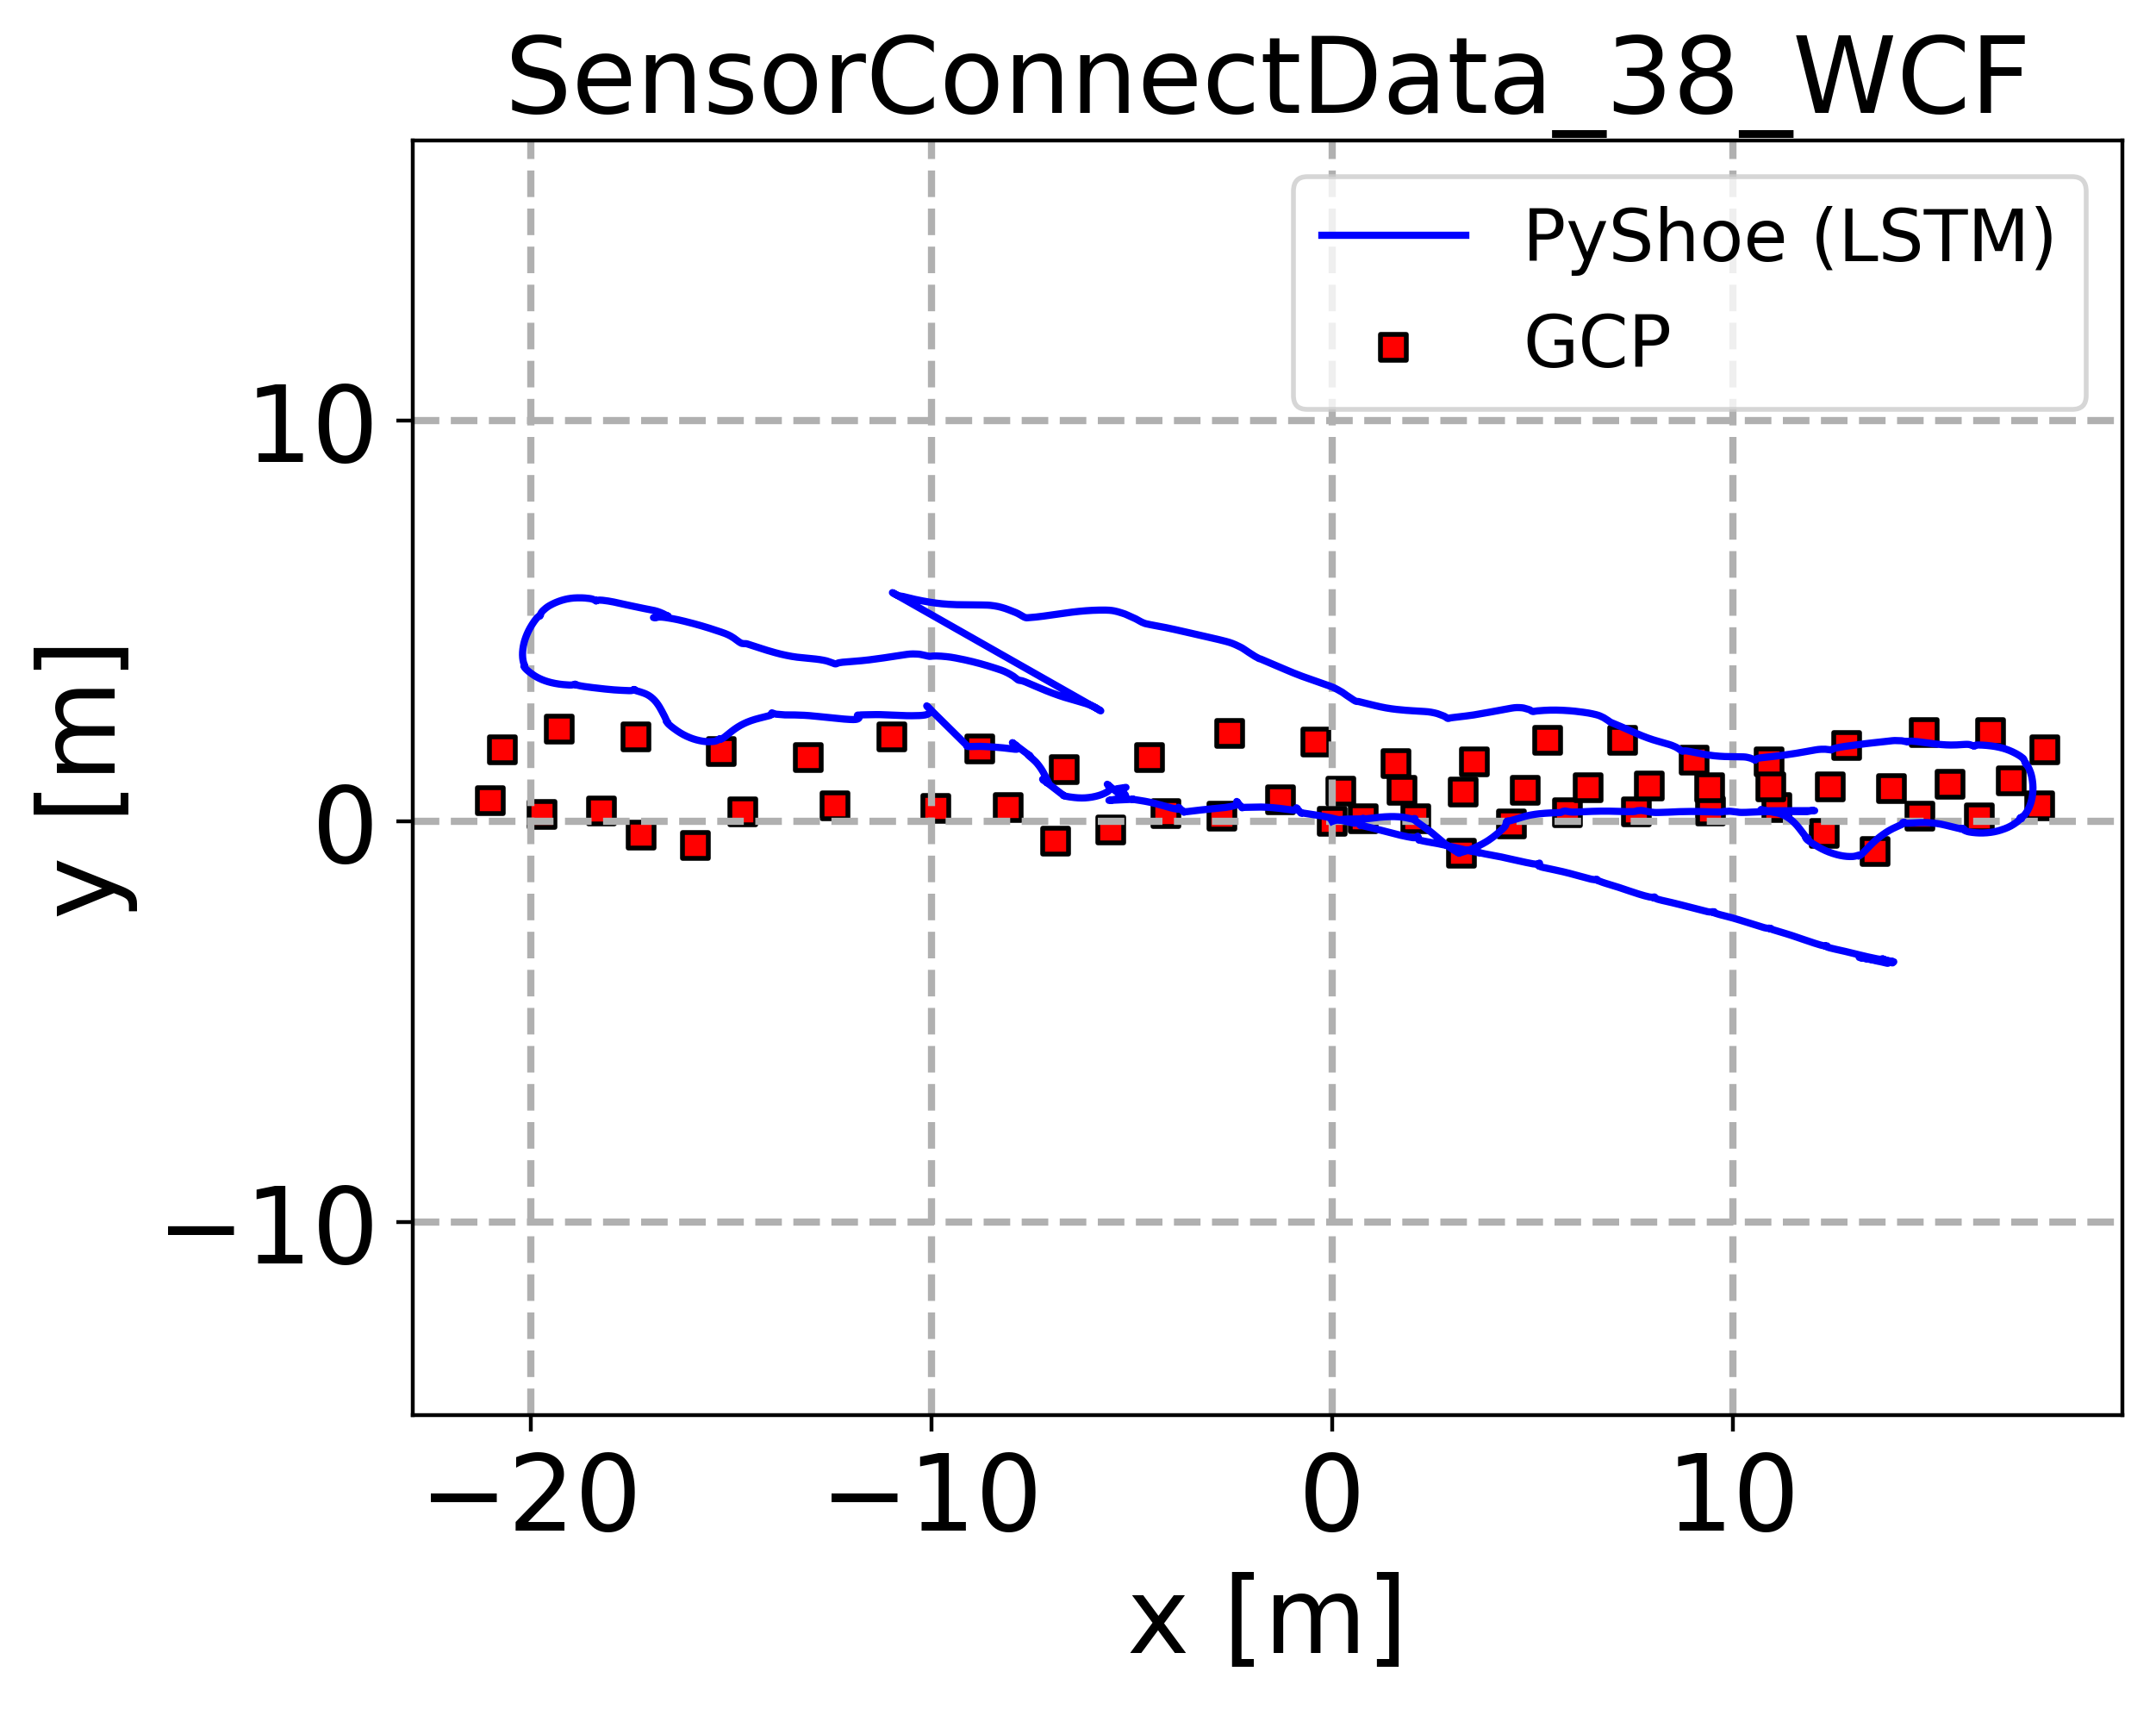 SensorConnectData_38_WCF
PyShoe (LSTM)
GCP
10
0
−10
y [m]
−20
−10
0
10
x [m]